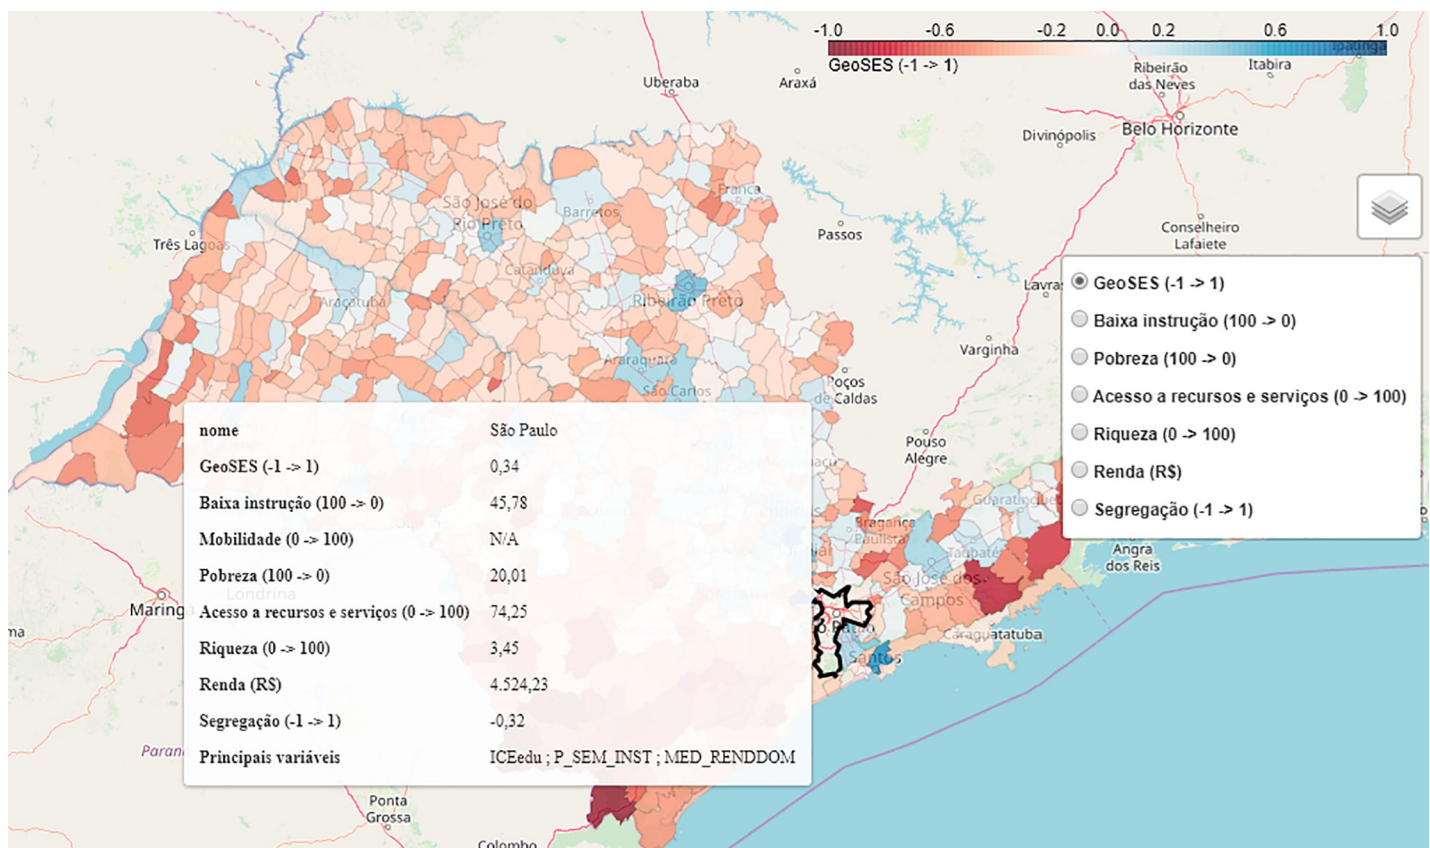 -1.0 -0.6 -0.2 0.0 0.2 0.6 1.0
GeoSES (-1 -> 1)
Ipatinga
Uberaba
Araxá
Ribeirão
das Neves
Itabira
Divinópolis
Belo Horizonte
Franca
São José do
Rio Preto
Barretos
Passos
Conselheiro
Lafaiete
Três Lagoas
Catanduva
Araçatuba
Ribeirão Preto
Lavras
Varginha
Araraquara
São Carlos
Poços
de Caldas
Pouso
Alegre
GeoSES (-1 -> 1)
Baixa instrução (100 -> 0)
Pobreza (100 -> 0)
Acesso a recursos e serviços (0 -> 100)
Riqueza (0 -> 100)
Renda (R$)
Segregação (-1 -> 1)
nome São Paulo
GeoSES (-1 -> 1) 0,34
Baixa instrução (100 -> 0) 45,78
Mobilidade (0 -> 100) N/A
Pobreza (100 -> 0) 20,01
Acesso a recursos e serviços (0 -> 100) 74,25
Riqueza (0 -> 100) 3,45
Renda (R$) 4.524,23
Segregação (-1 -> 1) -0,32
Principais variáveis ICEedu ; P_SEM_INST ; MED_RENDDOM
Guaratingue
Bragança
Paulista
Taubaté
Angra
dos Reis
São José dos
Campos
Caraguatatuba
Santos
Londrina
Maringá
Paran
Ponta
Grossa
Colombo